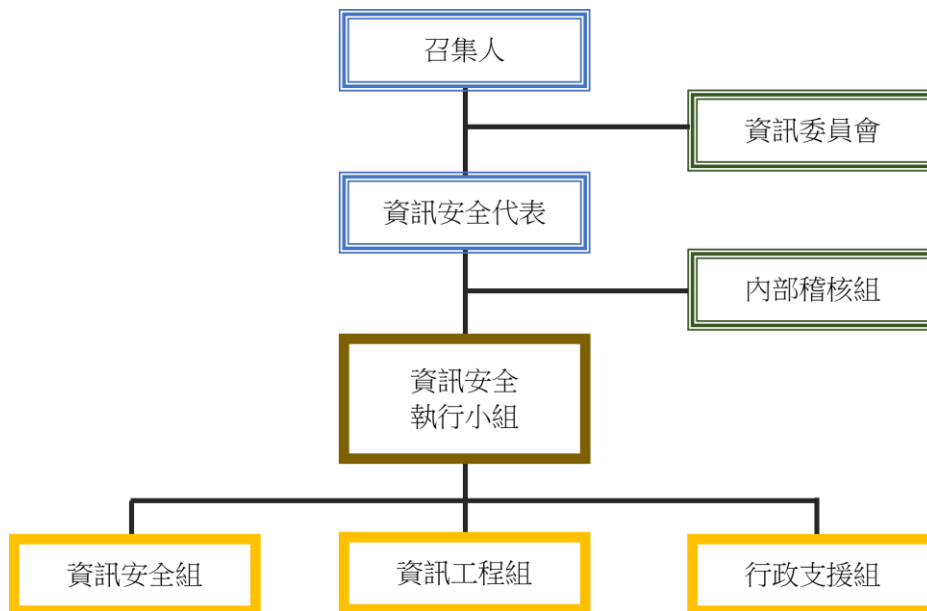 召集人
資訊委員會
資訊安全代表
內部稽核組
資訊安全
執行小組
資訊安全組
資訊工程組
行政支援組